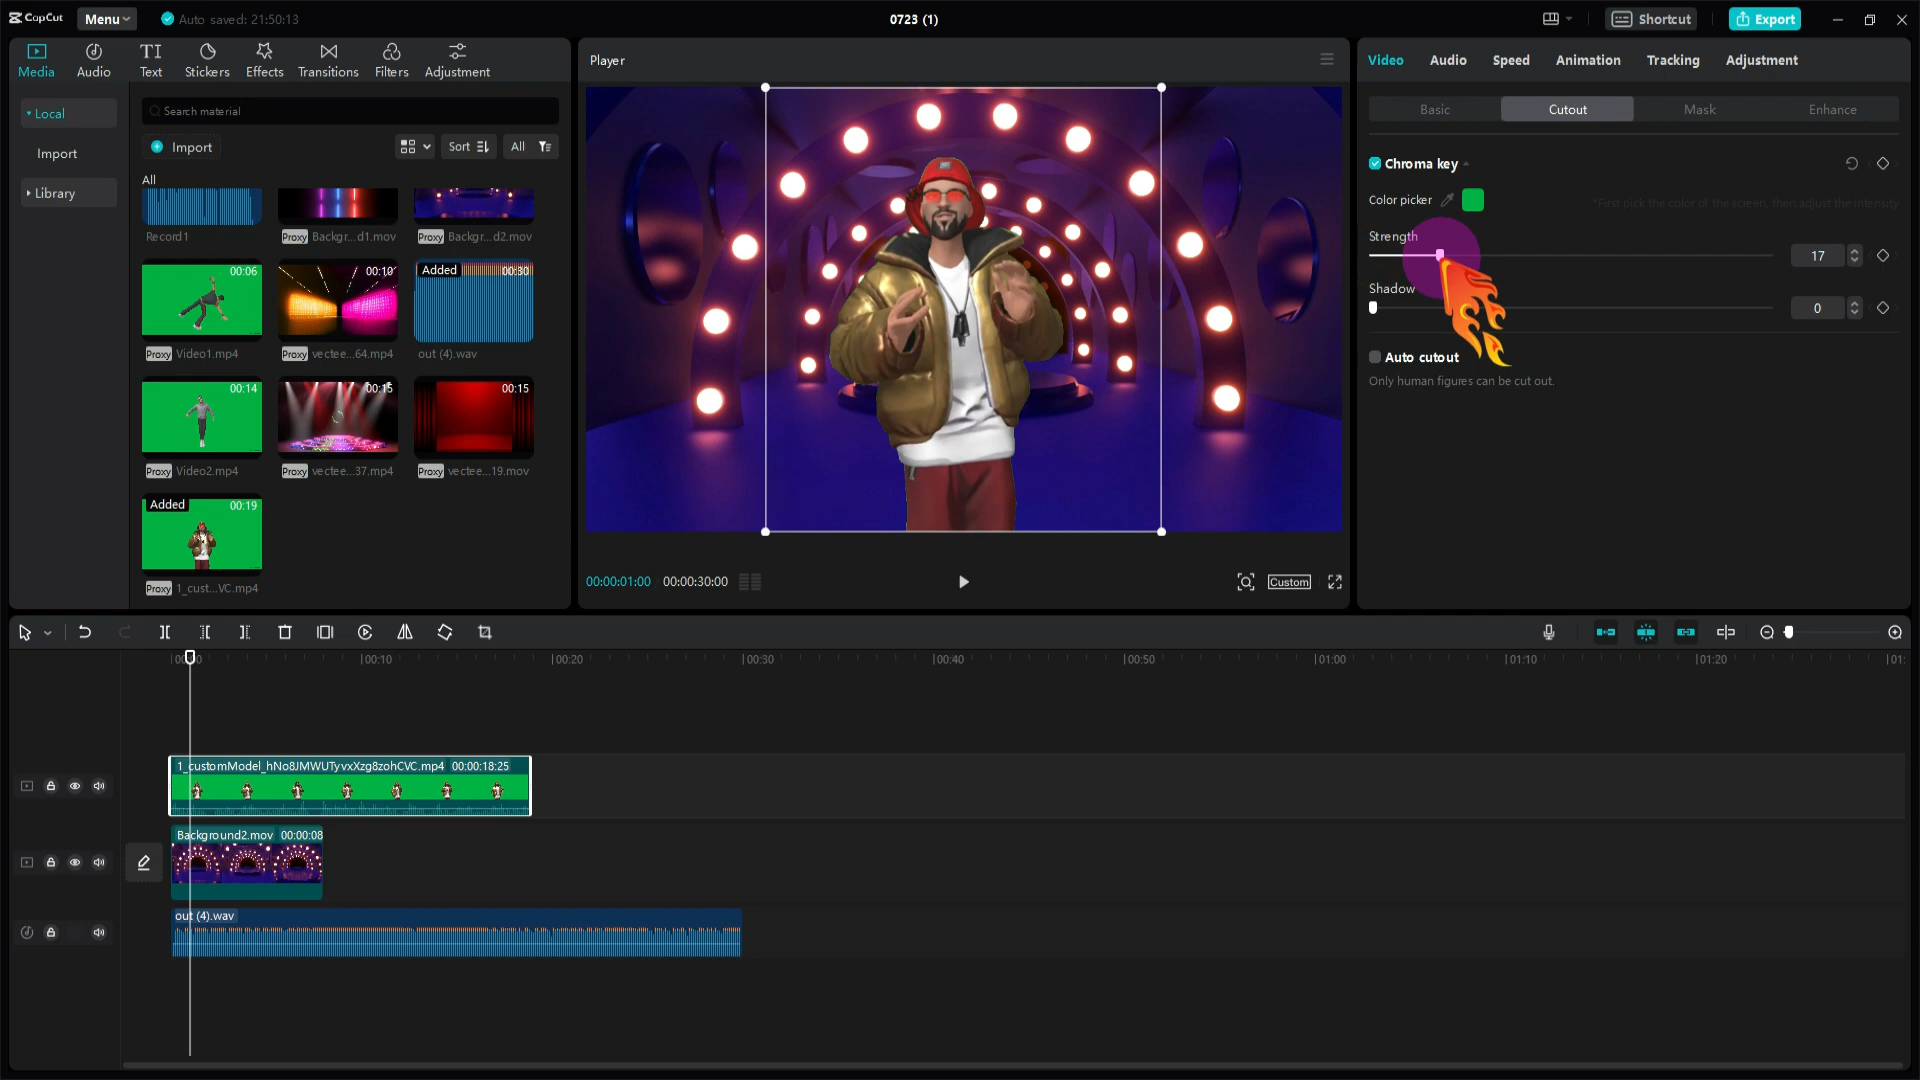 CapCut
Menu
Auto saved: 21:50:13
0723 (1)
Shortcut
Export
Media
Audio
Text
Stickers
Effects
Transitions
Filters
Adjustment
Local
Import
Library
Search material
Import
Sort
All
All
Record1
Proxy Backgr...d1.mov
Proxy Backgr...d2.mov
00:06
00:10
Added 00:30
Proxy Video1.mp4
Proxy vectee...64.mp4
out (4).wav
00:14
00:15
00:15
Proxy Video2.mp4
Proxy vectee...37.mp4
Proxy vectee...19.mov
Added 00:19
Proxy 1_cust...VC.mp4
Player
00:00:01:00 00:00:30:00
Custom
Video
Audio
Speed
Animation
Tracking
Adjustment
Basic
Cutout
Mask
Enhance
Chroma key
Color picker
*First pick the color of the screen, then adjust the intensity
Strength
17
Shadow
0
Auto cutout
Only human figures can be cut out.
00:10
00:20
00:30
00:40
00:50
01:00
01:10
01:20
01:
1_customModel_hNo8JMWUTyvxXzg8zohCVC.mp4 00:00:18:25
Background2.mov 00:00:08
out (4).wav